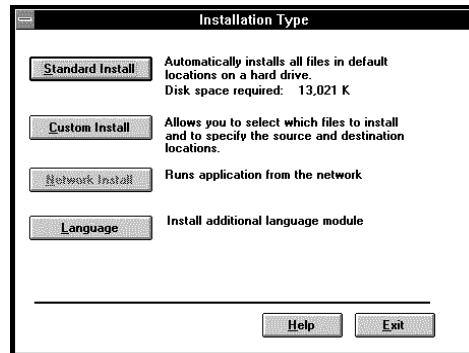 Installation Type
Standard Install
Automatically installs all files in default
locations on a hard drive.
Disk space required: 13,021 K
Custom Install
Allows you to select which files to install
and to specify the source and destination
locations.
Network Install
Runs application from the network
Language
Install additional language module
Help Exit